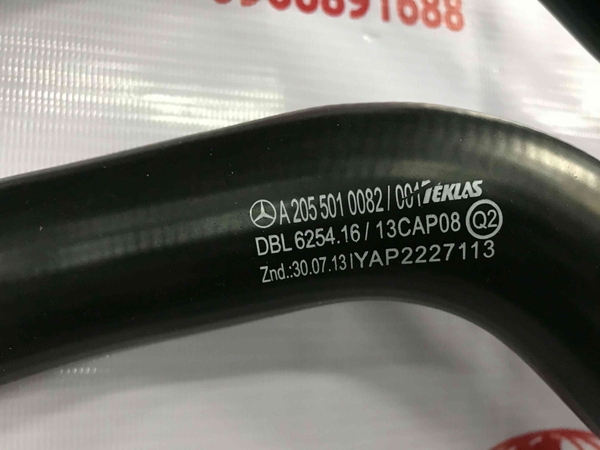 A 205 501 0082 / 001 TEKLAS
DBL 6254.16 / 13CAP08 Q2
Znd.:30.07.13 IYAP2227113